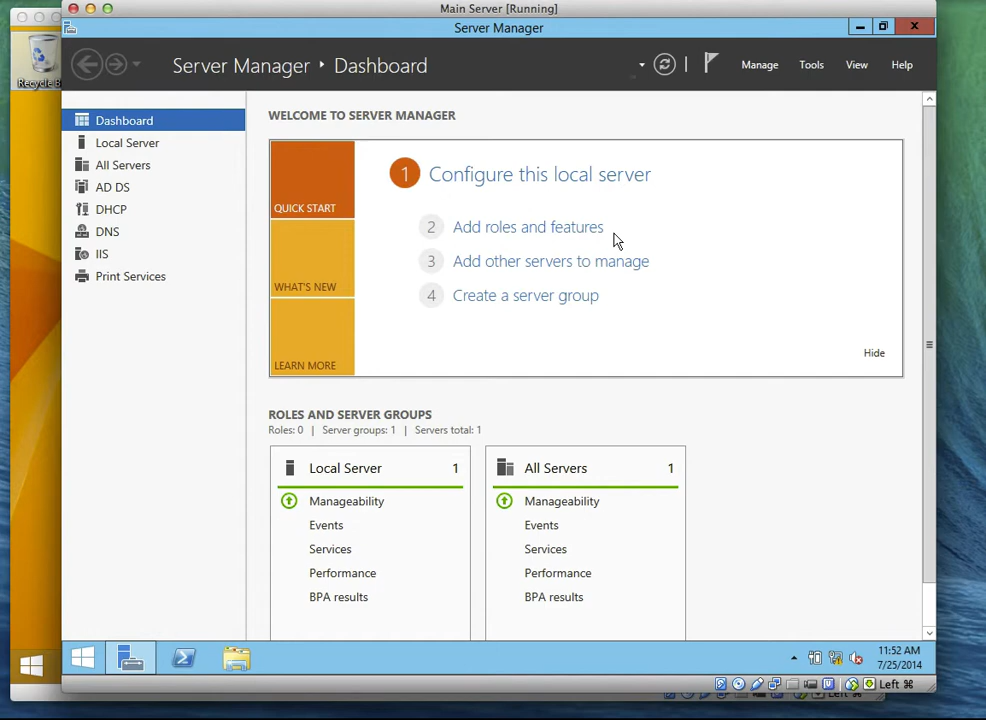 Main Server [Running]
Server Manager
Recycle B
Server Manager • Dashboard
Manage Tools View Help
Dashboard
Local Server
All Servers
AD DS
DHCP
DNS
IIS
Print Services
WELCOME TO SERVER MANAGER
QUICK START
WHAT'S NEW
LEARN MORE
1 Configure this local server
2 Add roles and features
3 Add other servers to manage
4 Create a server group
Hide
ROLES AND SERVER GROUPS
Roles: 0 | Server groups: 1 | Servers total: 1
Local Server 1
Manageability
Events
Services
Performance
BPA results
All Servers 1
Manageability
Events
Services
Performance
BPA results
11:52 AM
7/25/2014
Left ⌘